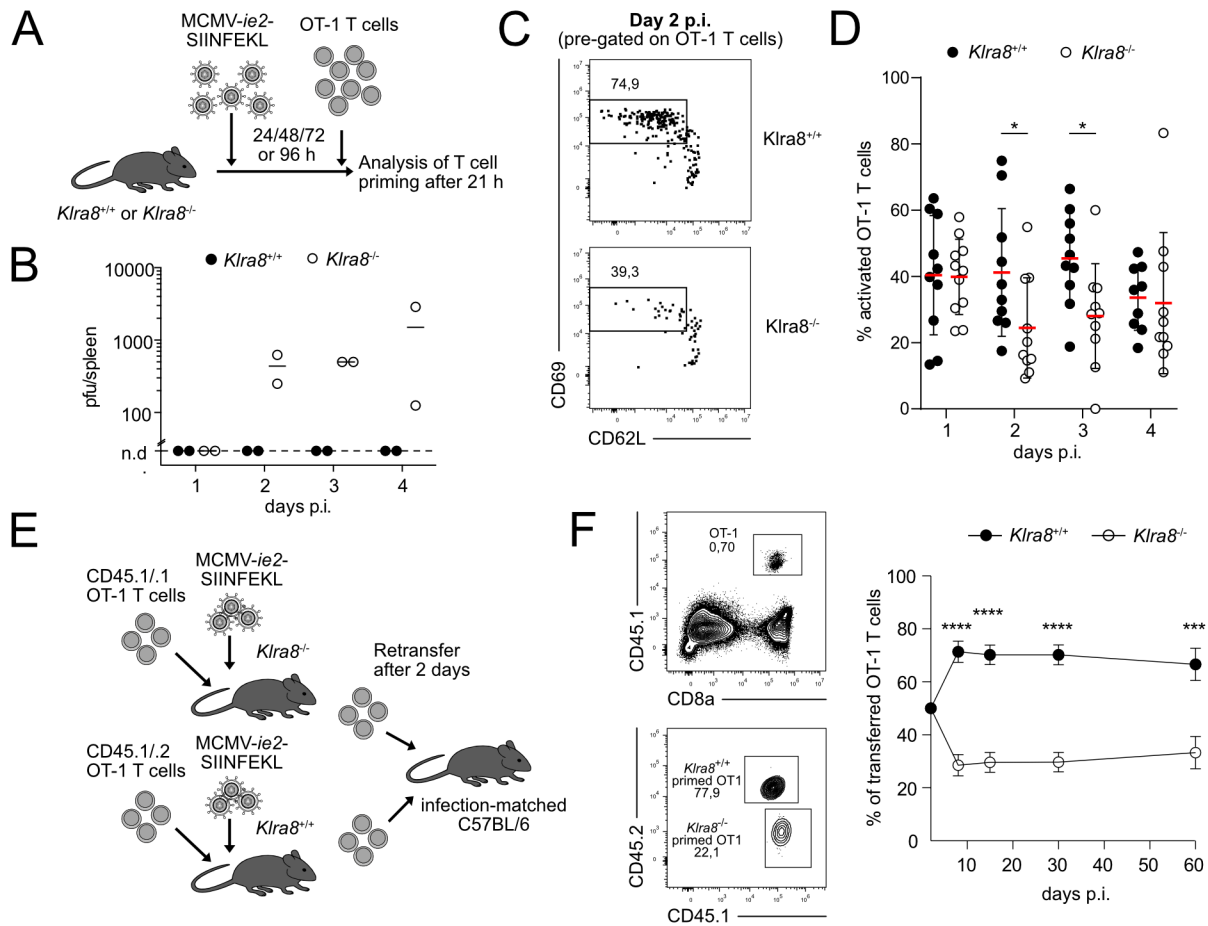 A
MCMV-ie2-
SIINFEKL
OT-1 T cells
24/48/72
or 96 h
Analysis of T cell
priming after 21 h
Klra8+/+ or Klra8-/-
B
Klra8+/+
Klra8-/-
10000
1000
100
n.d
.
pfu/spleen
1 2 3 4
days p.i.
C
Day 2 p.i.
(pre-gated on OT-1 T cells)
74,9
Klra8+/+
39,3
Klra8-/-
CD69
CD62L
D
Klra8+/+
Klra8-/-
100
80
60
40
20
0
% activated OT-1 T cells
* *
1 2 3 4
days p.i.
E
CD45.1/.1
OT-1 T cells
MCMV-ie2-
SIINFEKL
Klra8-/-
CD45.1/.2
OT-1 T cells
MCMV-ie2-
SIINFEKL
Klra8+/+
Retransfer
after 2 days
infection-matched
C57BL/6
F
OT-1
0,70
CD45.1
CD8a
Klra8+/+
primed OT1
77,9
Klra8-/-
primed OT1
22,1
CD45.2
CD45.1
Klra8+/+
Klra8-/-
100
80
60
40
20
0
% of transferred OT-1 T cells
**** **** **** ***
10 20 30 40 50 60
days p.i.